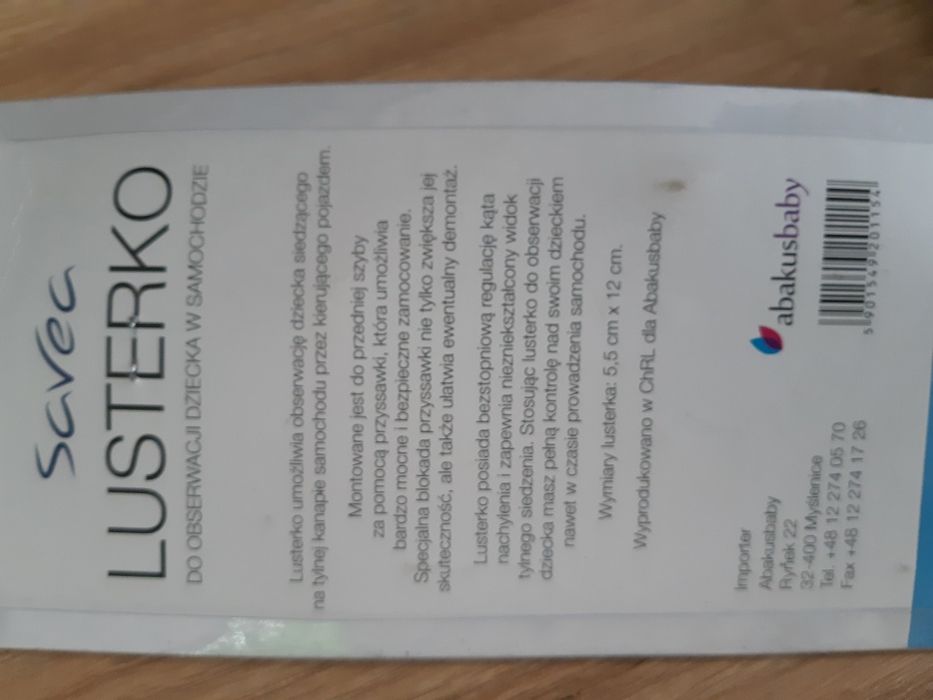 savea
LUSTERKO
DO OBSERWACJI DZIECKA W SAMOCHODZIE
Lusterko umożliwia obserwację dziecka siedzącego
na tylnej kanapie samochodu przez kierującego pojazdem.
Montowane jest do przedniej szyby
za pomocą przyssawki, która umożliwia
bardzo mocne i bezpieczne zamocowanie.
Specjalna blokada przyssawki nie tylko zwiększa jej
skuteczność, ale także ułatwia ewentualny demontaż.
Lusterko posiada bezstopniową regulację kąta
nachylenia i zapewnia niezniekształcony widok
tylnego siedzenia. Stosując lusterko do obserwacji
dziecka masz pełną kontrolę nad swoim dzieckiem
nawet w czasie prowadzenia samochodu.
Wymiary lusterka: 5,5 cm x 12 cm.
Wyprodukowano w ChRL dla Abakusbaby
Importer
Abakusbaby
Rynek 22
32-400 Myślenice
Tel. +48 12 274 05 70
Fax +48 12 274 17 26
abakusbaby
5 901549 201154